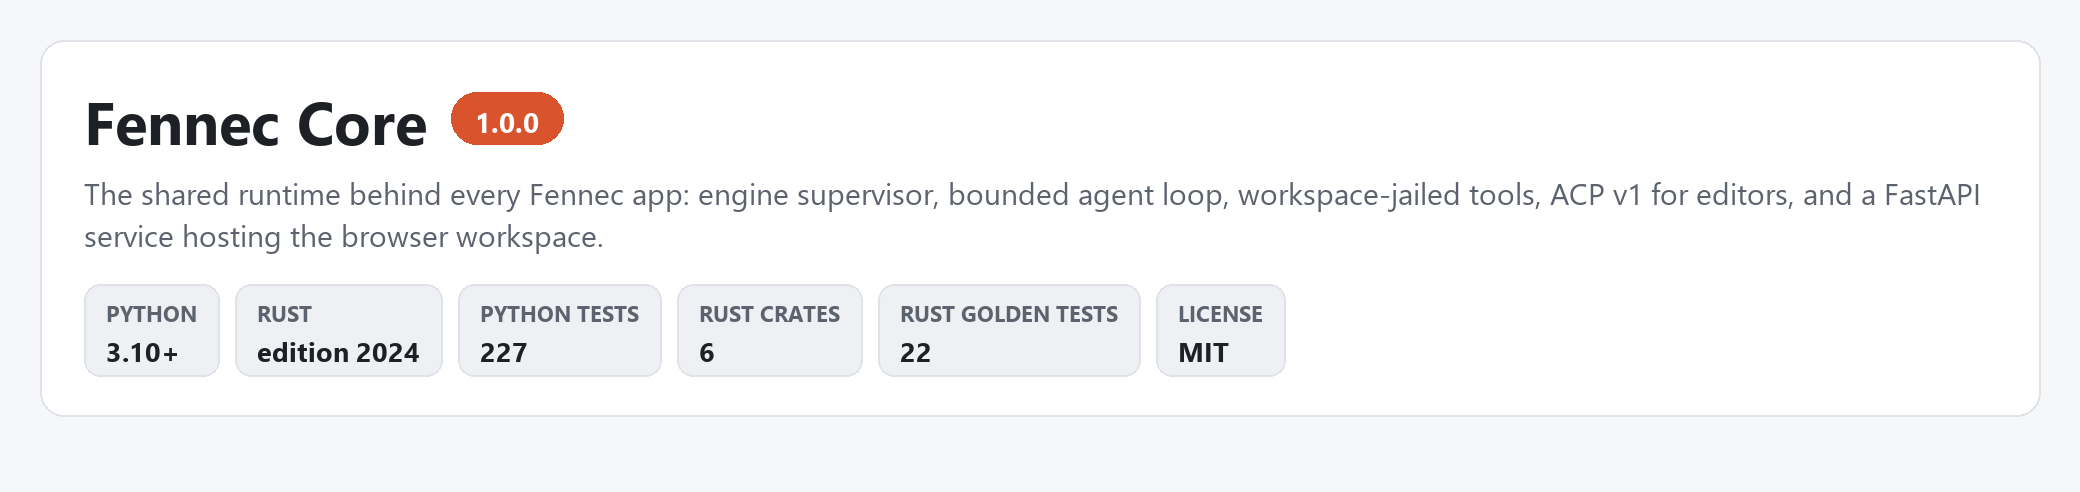 Fennec Core 1.0.0
The shared runtime behind every Fennec app: engine supervisor, bounded agent loop, workspace-jailed tools, ACP v1 for editors, and a FastAPI
service hosting the browser workspace.
PYTHON
3.10+
RUST
edition 2024
PYTHON TESTS
227
RUST CRATES
6
RUST GOLDEN TESTS
22
LICENSE
MIT